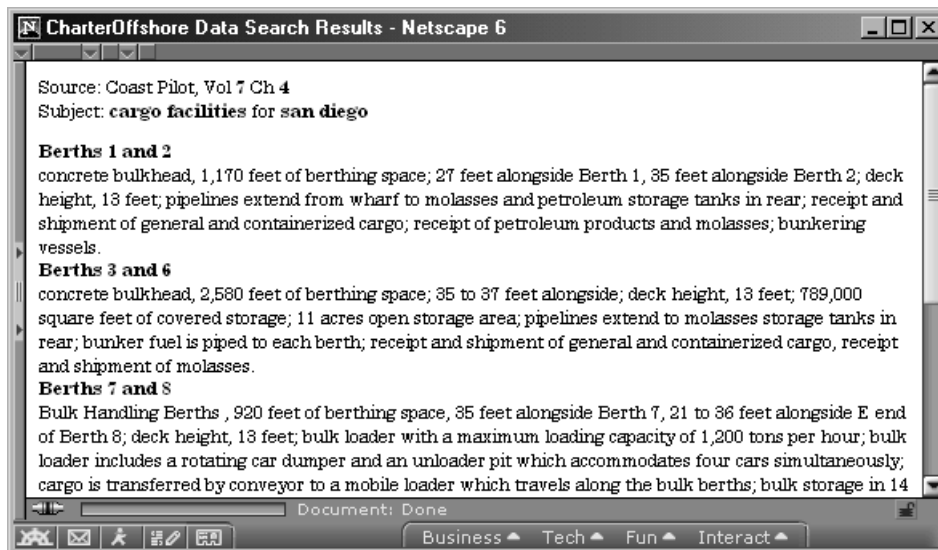 CharterOffshore Data Search Results - Netscape 6
Source: Coast Pilot, Vol 7 Ch 4
Subject: cargo facilities for san diego
Berths 1 and 2
concrete bulkhead, 1,170 feet of berthing space; 27 feet alongside Berth 1, 35 feet alongside Berth 2; deck
height, 13 feet; pipelines extend from wharf to molasses and petroleum storage tanks in rear; receipt and
shipment of general and containerized cargo; receipt of petroleum products and molasses; bunkering
vessels.
Berths 3 and 6
concrete bulkhead, 2,580 feet of berthing space; 35 to 37 feet alongside; deck height, 13 feet; 789,000
square feet of covered storage; 11 acres open storage area; pipelines extend to molasses storage tanks in
rear; bunker fuel is piped to each berth; receipt and shipment of general and containerized cargo, receipt
and shipment of molasses.
Berths 7 and 8
Bulk Handling Berths , 920 feet of berthing space, 35 feet alongside Berth 7, 21 to 36 feet alongside E end
of Berth 8; deck height, 13 feet; bulk loader with a maximum loading capacity of 1,200 tons per hour; bulk
loader includes a rotating car dumper and an unloader pit which accommodates four cars simultaneously;
cargo is transferred by conveyor to a mobile loader which travels along the bulk berths; bulk storage in 14
Document: Done
Business Tech Fun Interact